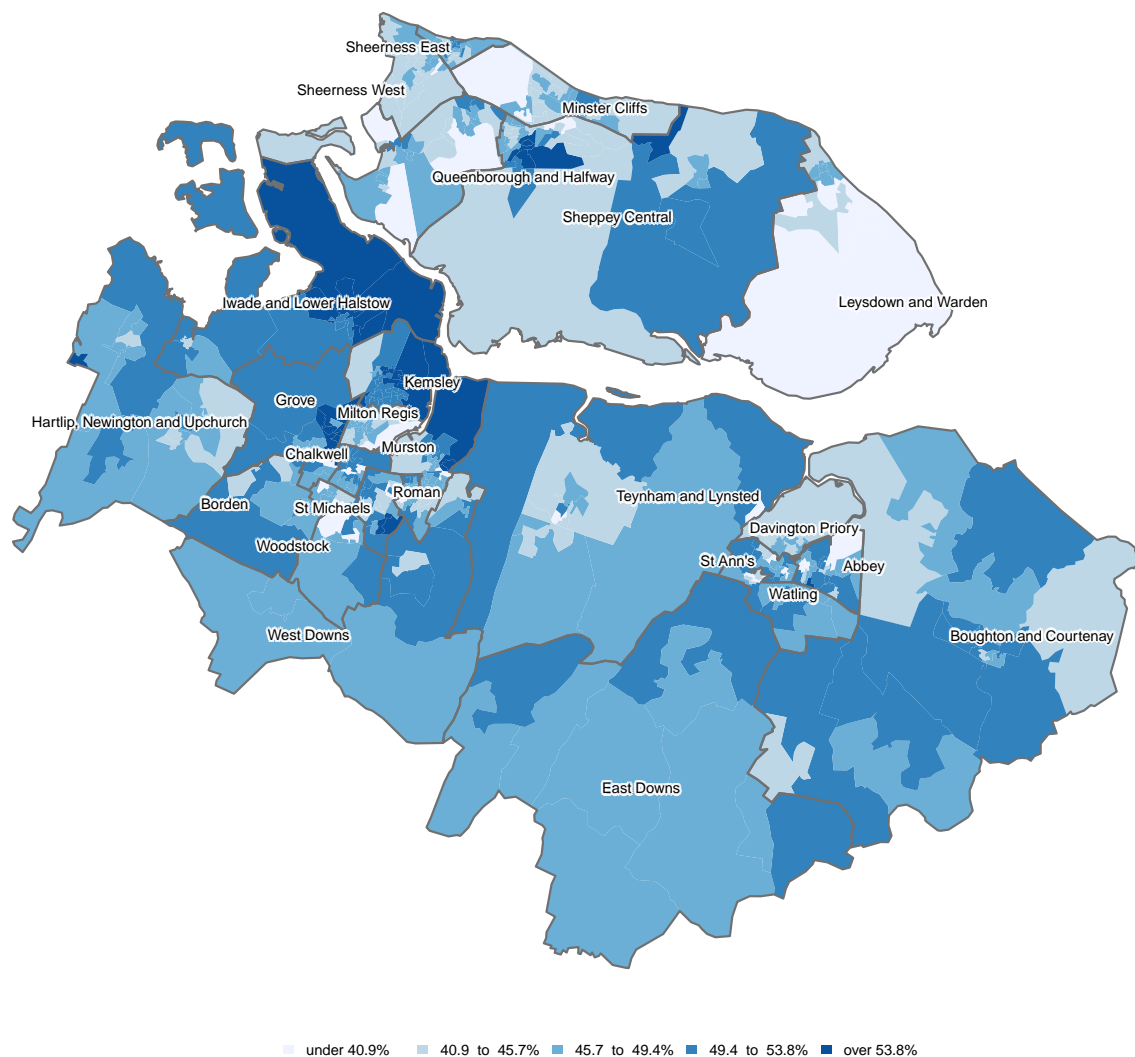 Sheerness East
Sheerness West
Minster Cliffs
Queenborough and Halfway
Sheppey Central
Leysdown and Warden
Iwade and Lower Halstow
Kemsley
Grove
Milton Regis
Hartlip, Newington and Upchurch
Murston
Chalkwell
Roman
Borden
St Michaels
Teynham and Lynsted
Davington Priory
Woodstock
St Ann's
Abbey
Watling
West Downs
Boughton and Courtenay
East Downs
under 40.9% 40.9 to 45.7% 45.7 to 49.4% 49.4 to 53.8% over 53.8%